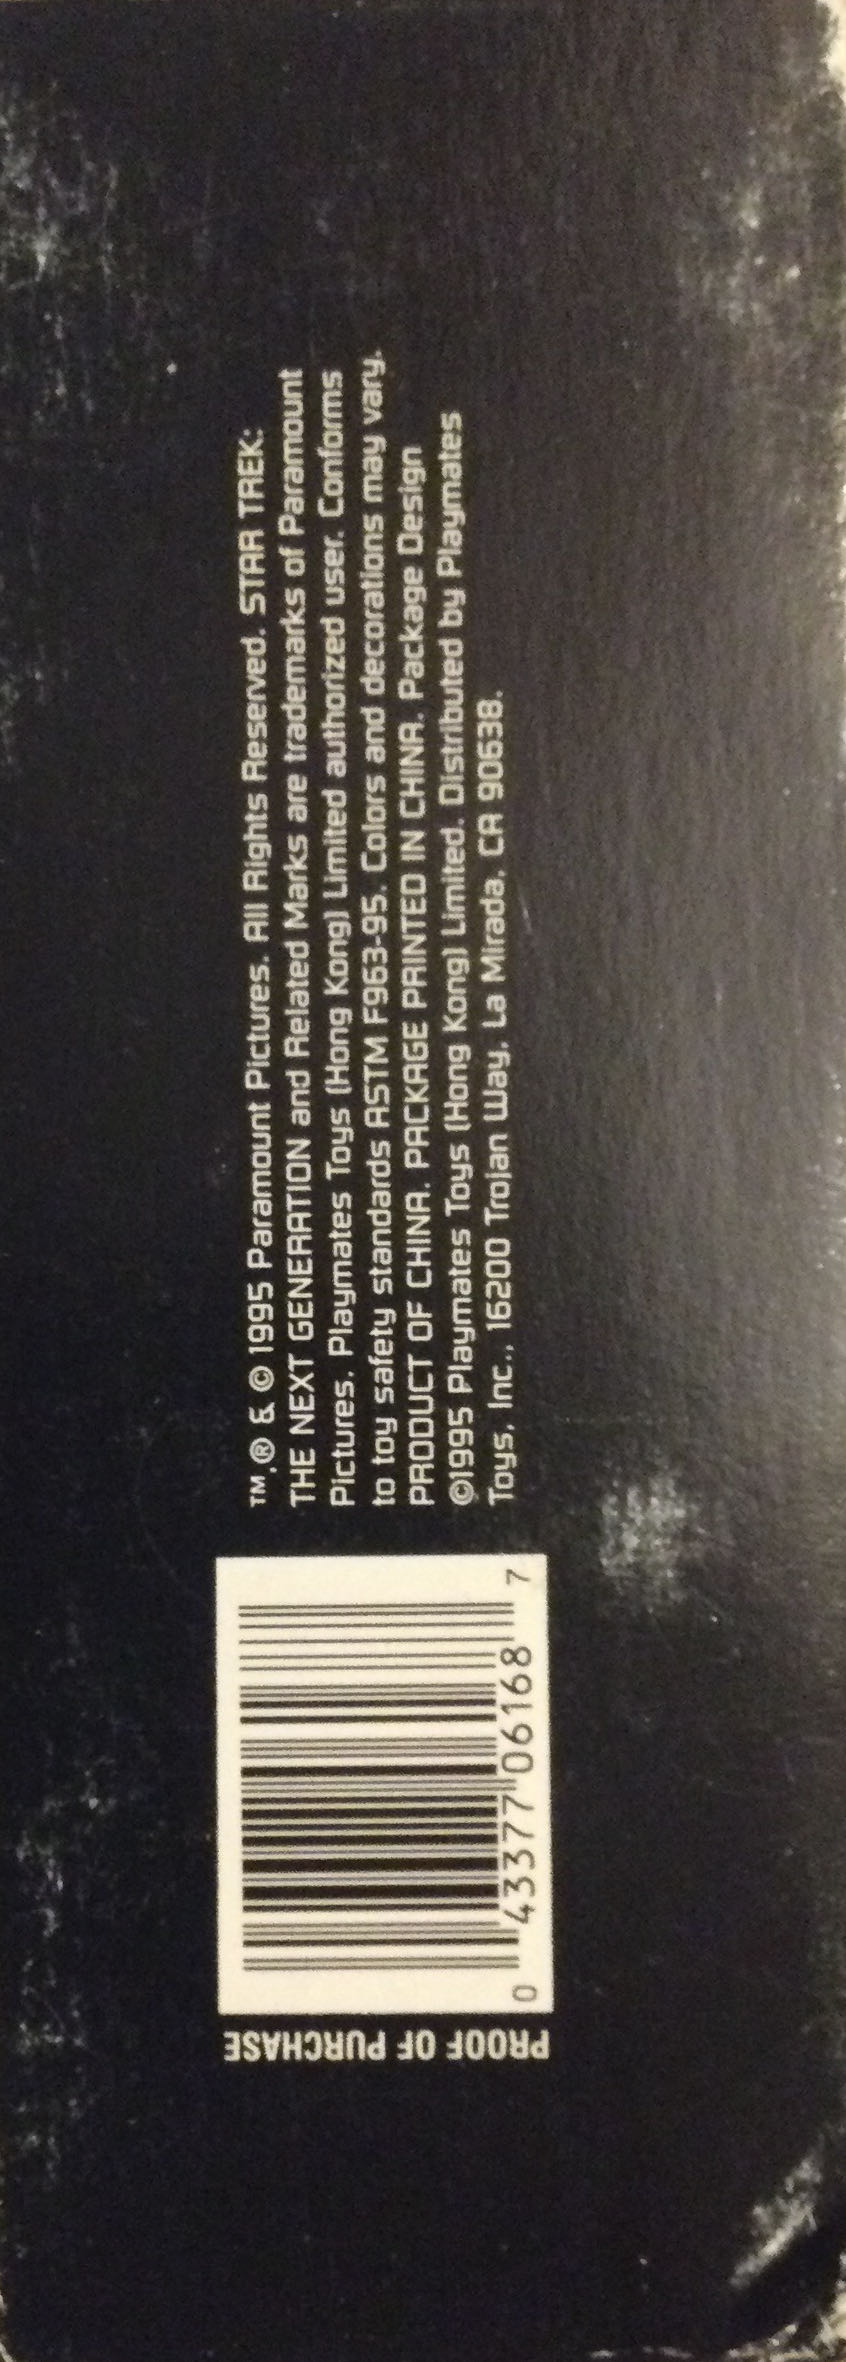 ™,® & © 1995 Paramount Pictures. All Rights Reserved. STAR TREK:
THE NEXT GENERATION and Related Marks are trademarks of Paramount
Pictures. Playmates Toys (Hong Kong) Limited authorized user. Conforms
to toy safety standards ASTM F963-95. Colors and decorations may vary.
PRODUCT OF CHINA. PACKAGE PRINTED IN CHINA. Package Design
©1995 Playmates Toys (Hong Kong) Limited. Distributed by Playmates
Toys, Inc., 16200 Trojan Way, La Mirada, CA 90638.
0 43377 06168 7
PROOF OF PURCHASE